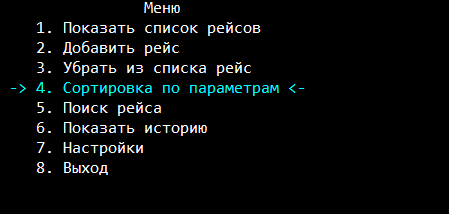 Меню
1. Показать список рейсов
2. Добавить рейс
3. Убрать из списка рейс
-> 4. Сортировка по параметрам <-
5. Поиск рейса
6. Показать историю
7. Настройки
8. Выход